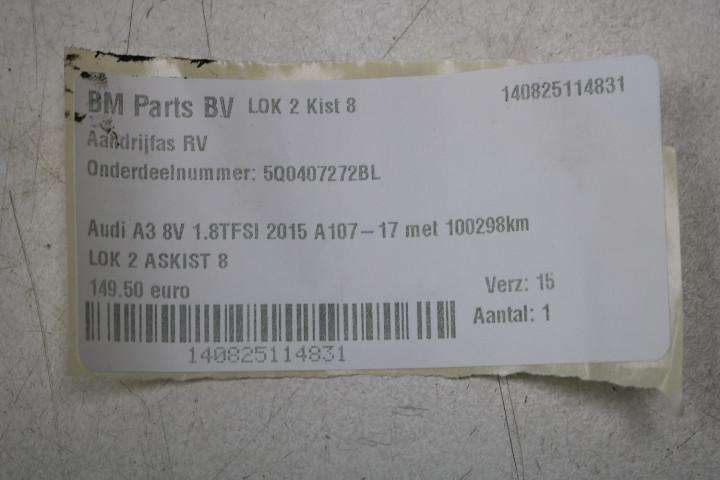 BM Parts BV LOK 2 Kist 8 140825114831
Aandrijfas RV
Onderdeelnummer: 5Q0407272BL
Audi A3 8V 1.8TFSI 2015 A107-17 met 100298km
LOK 2 ASKIST 8
149.50 euro Verz: 15
Aantal: 1
140825114831